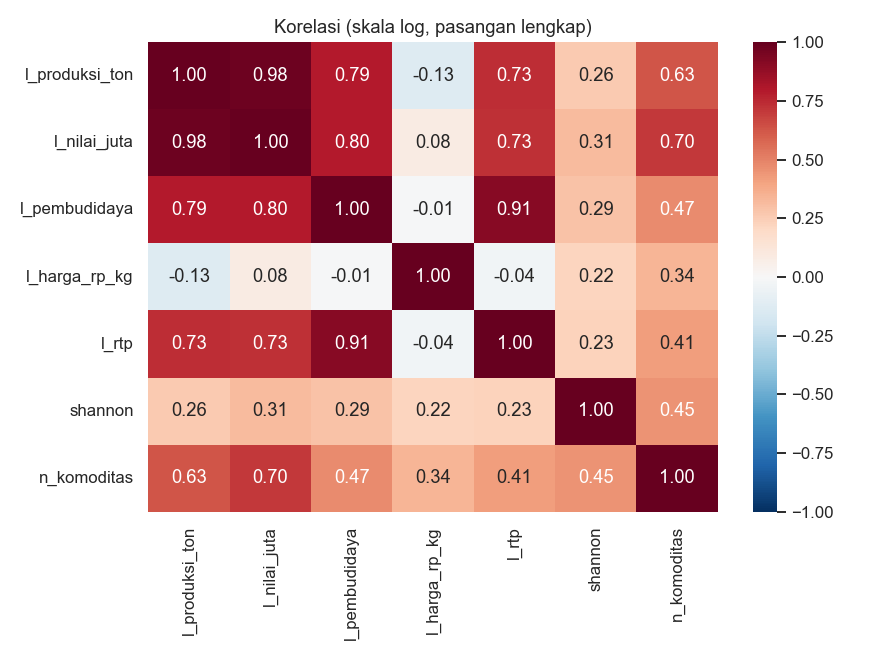 Korelasi (skala log, pasangan lengkap)
l_produksi_ton 1.00 0.98 0.79 -0.13 0.73 0.26 0.63
l_nilai_juta 0.98 1.00 0.80 0.08 0.73 0.31 0.70
l_pembudidaya 0.79 0.80 1.00 -0.01 0.91 0.29 0.47
l_harga_rp_kg -0.13 0.08 -0.01 1.00 -0.04 0.22 0.34
l_rtp 0.73 0.73 0.91 -0.04 1.00 0.23 0.41
shannon 0.26 0.31 0.29 0.22 0.23 1.00 0.45
n_komoditas 0.63 0.70 0.47 0.34 0.41 0.45 1.00
l_produksi_ton
l_nilai_juta
l_pembudidaya
l_harga_rp_kg
l_rtp
shannon
n_komoditas
1.00
0.75
0.50
0.25
0.00
−0.25
−0.50
−0.75
−1.00